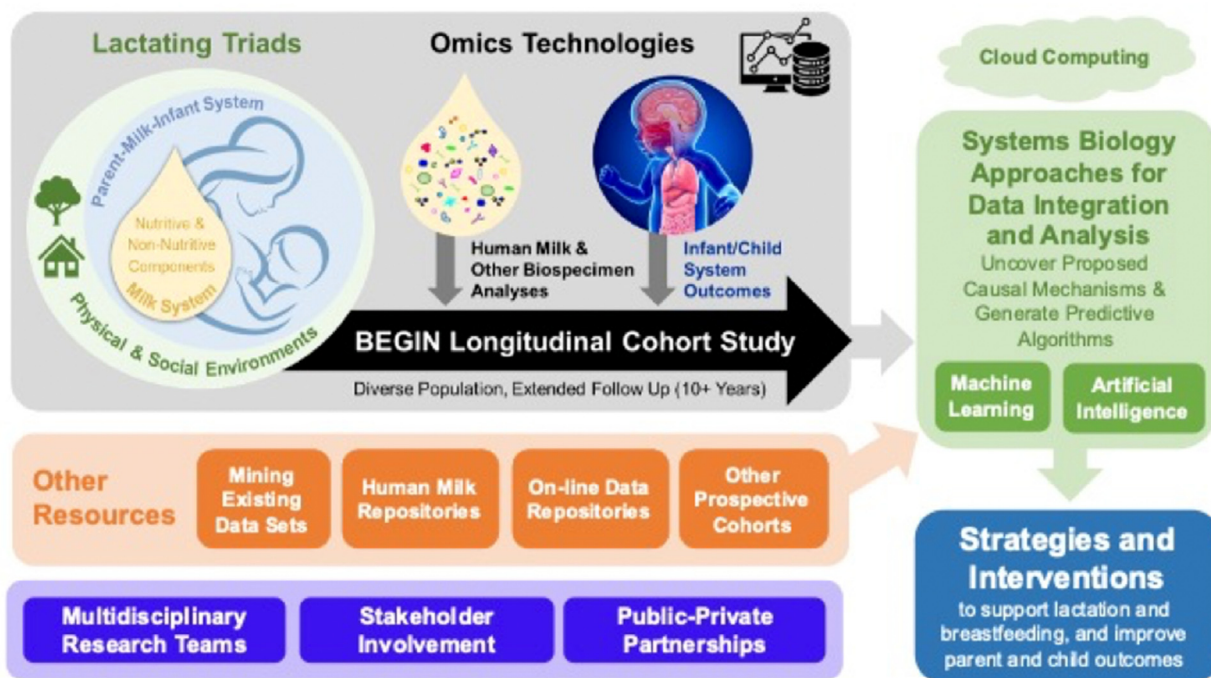 Lactating Triads
Parent-Milk-Infant System
Nutritive &
Non-Nutritive
Components
Milk System
Physical & Social Environments
Omics Technologies
Human Milk &
Other Biospecimen
Analyses
Infant/Child
System
Outcomes
BEGIN Longitudinal Cohort Study
Diverse Population, Extended Follow Up (10+ Years)
Other
Resources
Mining
Existing
Data Sets
Human Milk
Repositories
On-line Data
Repositories
Other
Prospective
Cohorts
Multidisciplinary
Research Teams
Stakeholder
Involvement
Public-Private
Partnerships
Cloud Computing
Systems Biology
Approaches for
Data Integration
and Analysis
Uncover Proposed
Causal Mechanisms &
Generate Predictive
Algorithms
Machine
Learning
Artificial
Intelligence
Strategies and
Interventions
to support lactation and
breastfeeding, and improve
parent and child outcomes